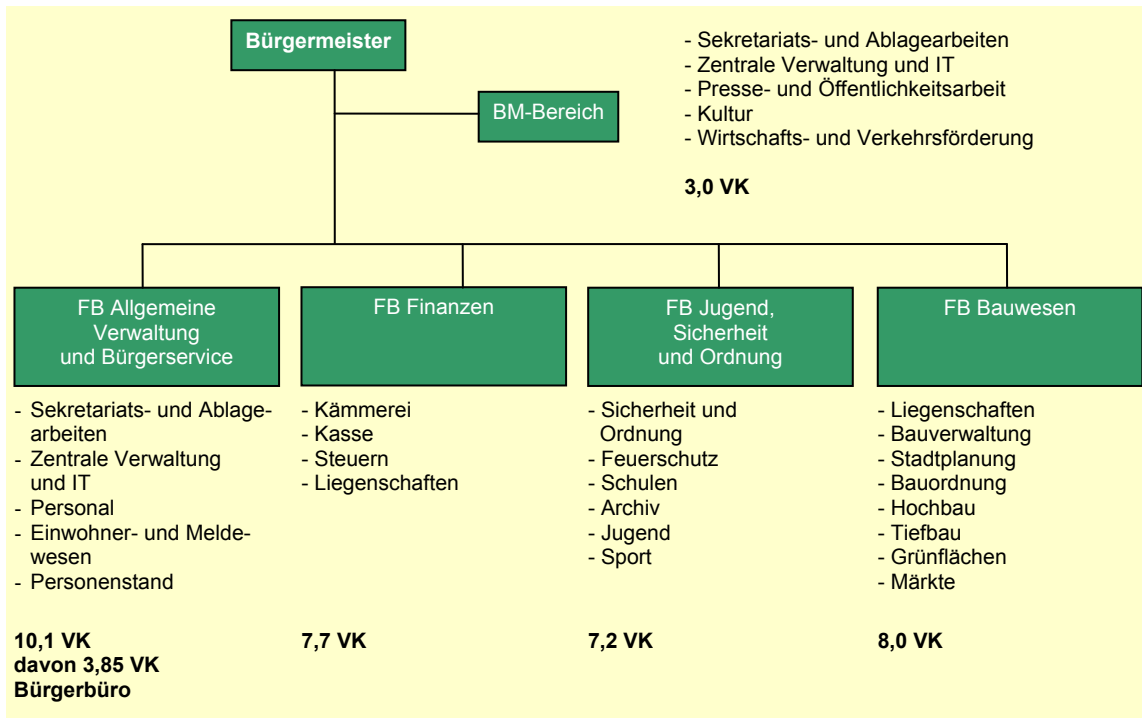 Bürgermeister
BM-Bereich
- Sekretariats- und Ablagearbeiten
- Zentrale Verwaltung und IT
- Presse- und Öffentlichkeitsarbeit
- Kultur
- Wirtschafts- und Verkehrsförderung
3,0 VK
FB Allgemeine
Verwaltung
und Bürgerservice
- Sekretariats- und Ablage-
arbeiten
- Zentrale Verwaltung
und IT
- Personal
- Einwohner- und Melde-
wesen
- Personenstand
10,1 VK
davon 3,85 VK
Bürgerbüro
FB Finanzen
- Kämmerei
- Kasse
- Steuern
- Liegenschaften
7,7 VK
FB Jugend,
Sicherheit
und Ordnung
- Sicherheit und
Ordnung
- Feuerschutz
- Schulen
- Archiv
- Jugend
- Sport
7,2 VK
FB Bauwesen
- Liegenschaften
- Bauverwaltung
- Stadtplanung
- Bauordnung
- Hochbau
- Tiefbau
- Grünflächen
- Märkte
8,0 VK